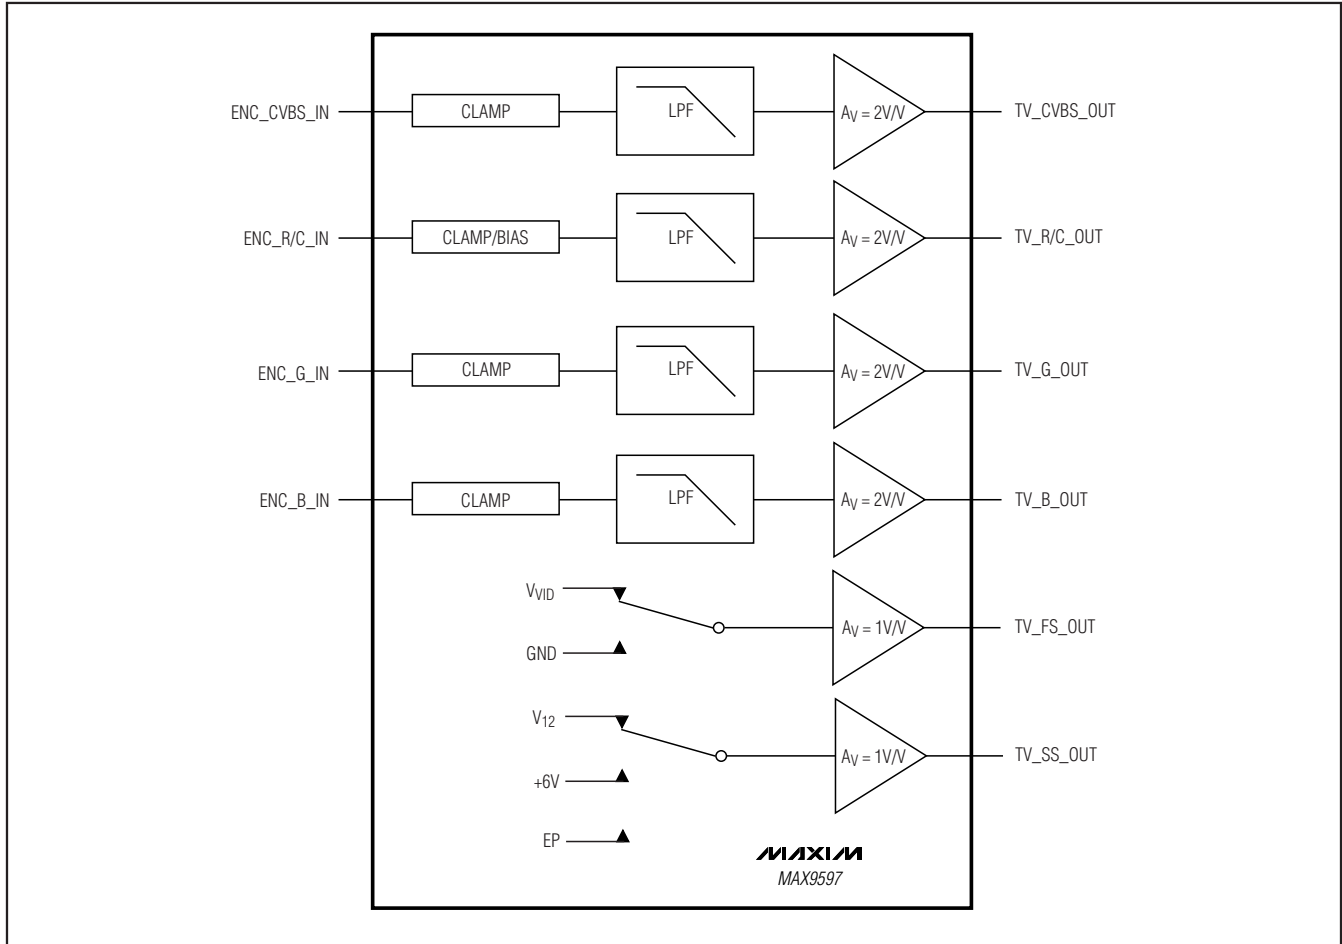 ENC_CVBS_IN CLAMP LPF AV = 2V/V TV_CVBS_OUT
ENC_R/C_IN CLAMP/BIAS LPF AV = 2V/V TV_R/C_OUT
ENC_G_IN CLAMP LPF AV = 2V/V TV_G_OUT
ENC_B_IN CLAMP LPF AV = 2V/V TV_B_OUT
VVID
AV = 1V/V TV_FS_OUT
GND
V12
AV = 1V/V TV_SS_OUT
+6V
EP
MAXIM
MAX9597